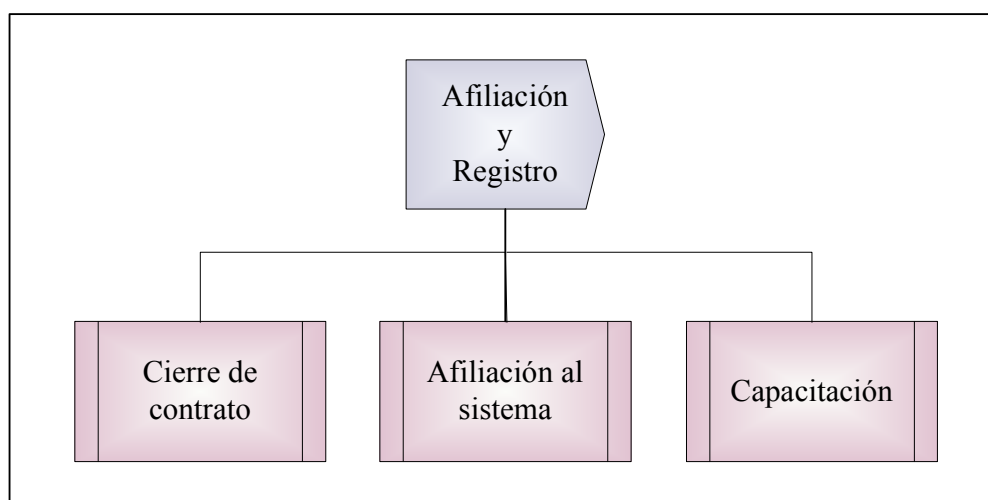 Afiliación
y
Registro
Cierre de
contrato
Afiliación al
sistema
Capacitación